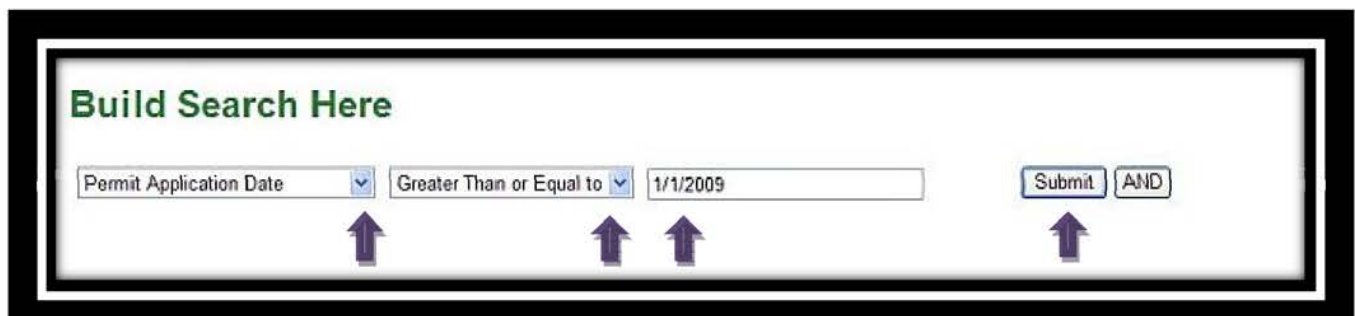 Build Search Here
Permit Application Date Greater Than or Equal to 1/1/2009 Submit AND